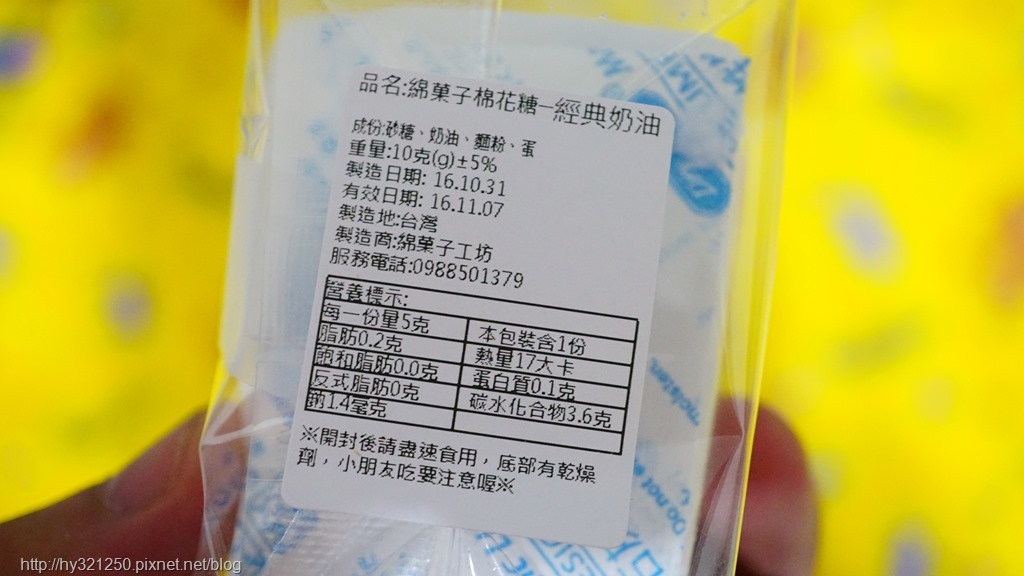 品名:綿菓子棉花糖-經典奶油
成份:砂糖、奶油、麵粉、蛋
重量:10克(g)±5%
製造日期: 16.10.31
有效日期: 16.11.07
製造地:台灣
製造商:綿菓子工坊
服務電話:0988501379
營養標示:
每一份量5克 本包裝含1份
脂肪0.2克 熱量17大卡
飽和脂肪0.0克 蛋白質0.1克
反式脂肪0克 碳水化合物3.6克
鈉1.4毫克
※開封後請盡速食用，底部有乾燥
劑，小朋友吃要注意喔※
Do not
http://hy321250.pixnet.net/blog